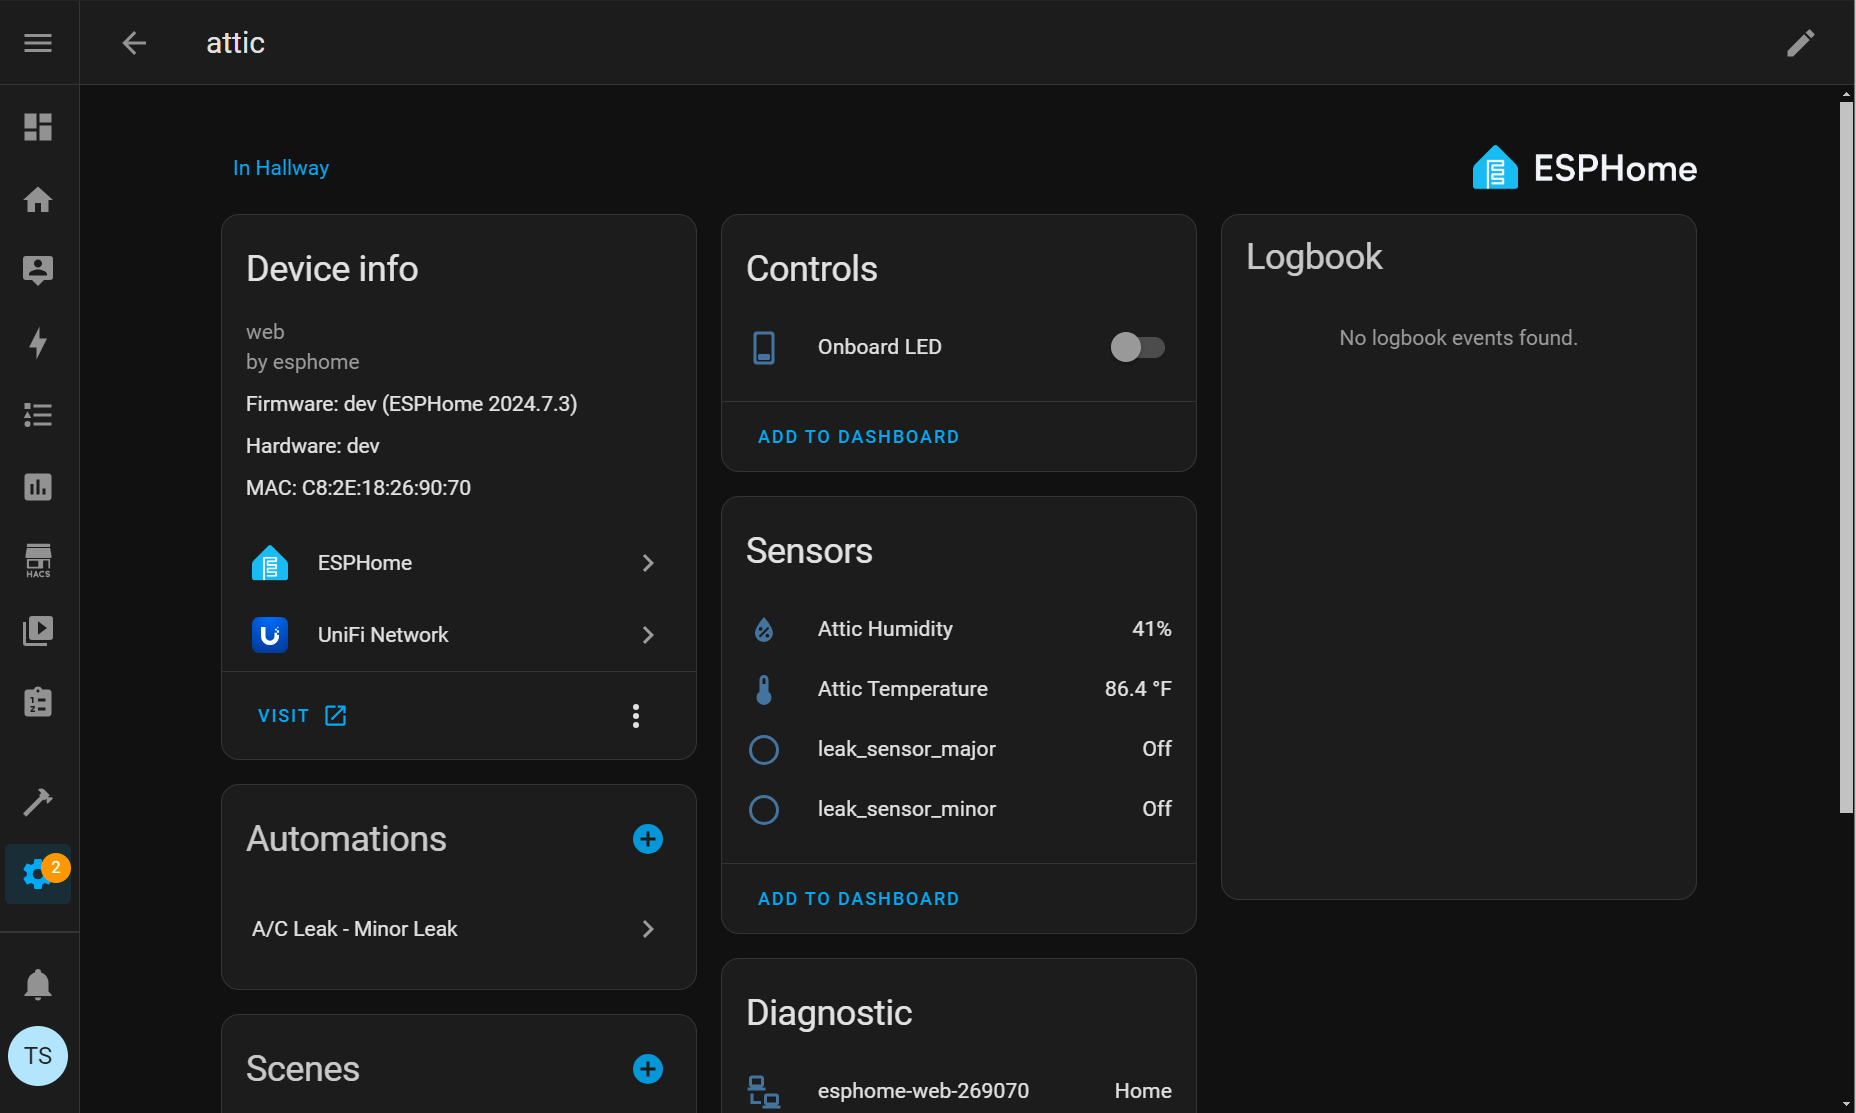 attic
In Hallway
ESPHome
Device info
web
by esphome
Firmware: dev (ESPHome 2024.7.3)
Hardware: dev
MAC: C8:2E:18:26:90:70
ESPHome
UniFi Network
VISIT
Automations
A/C Leak - Minor Leak
Scenes
Controls
Onboard LED
ADD TO DASHBOARD
Sensors
Attic Humidity 41%
Attic Temperature 86.4 °F
leak_sensor_major Off
leak_sensor_minor Off
ADD TO DASHBOARD
Diagnostic
esphome-web-269070 Home
Logbook
No logbook events found.
HACS
2
TS